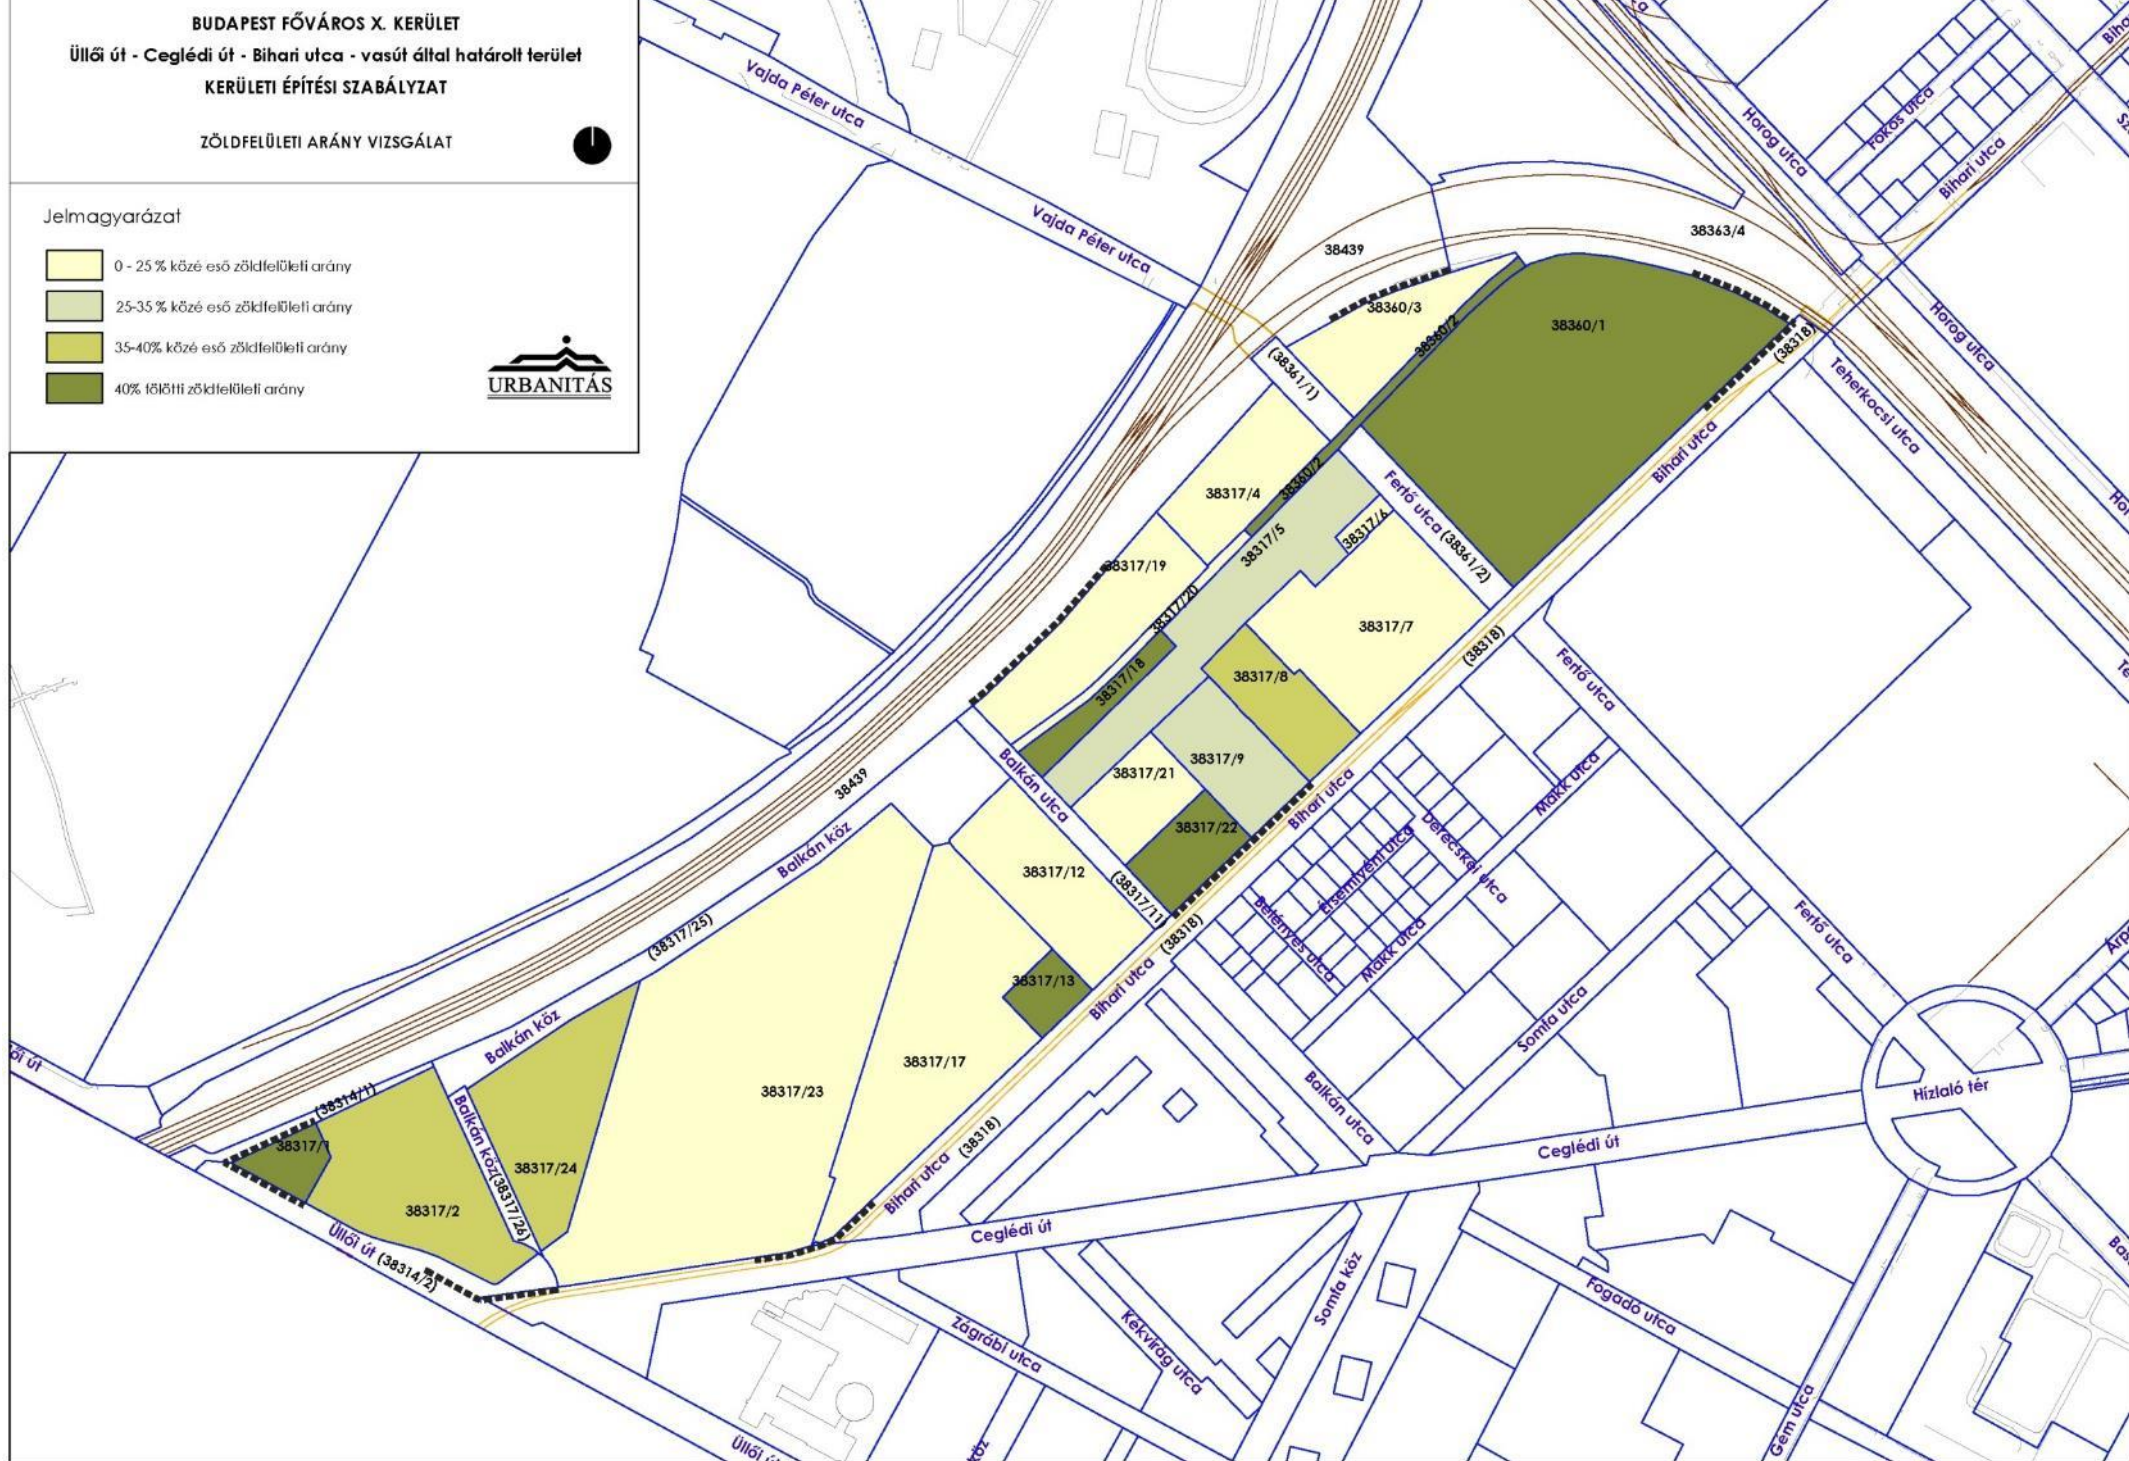 BUDAPEST FŐVÁROS X. KERÜLET
Üllői út - Ceglédi út - Bihari utca - vasút által határolt terület
KERÜLETI ÉPÍTÉSI SZABÁLYZAT
ZÖLDFELÜLETI ARÁNY VIZSGÁLAT
Jelmagyarázat
0 - 25 % közé eső zöldfelületi arány
25-35 % közé eső zöldfelületi arány
35-40% közé eső zöldfelületi arány
40% fölötti zöldfelületi arány
URBANITÁS
Vajda Péter utca
Vajda Péter utca
Horog utca
Fokos utca
Bihari utca
38439
38363/4
38360/3
38360/2
38360/1
(38318)
(38361/1)
Horog utca
Teherkocsi utca
Bihari utca
38317/4
38360/2
Fertő utca (38361/2)
38317/5
38317/6
38317/19
38317/20
38317/7
(38318)
38317/18
38317/8
Fertő utca
38317/9
38317/21
Balkán utca
38439
Bihari utca
Makk utca
38317/22
Derecskei utca
Érsemlyéni utca
Balkán köz
38317/12
(38317/11)
(38318)
Belényes utca
Makk utca
Fertő utca
(38317/25)
38317/13
Bihari utca
Somfa utca
Balkán köz
38317/17
38317/23
Balkán utca
Hízlaló tér
(38314/1)
38317/1
Balkán köz(38317/26)
38317/24
(38318)
Ceglédi út
Bihari utca
38317/2
Ceglédi út
Üllői út (38314/2)
Somfa köz
Fogadó utca
Zágrábi utca
Kékvirág utca
Gém utca